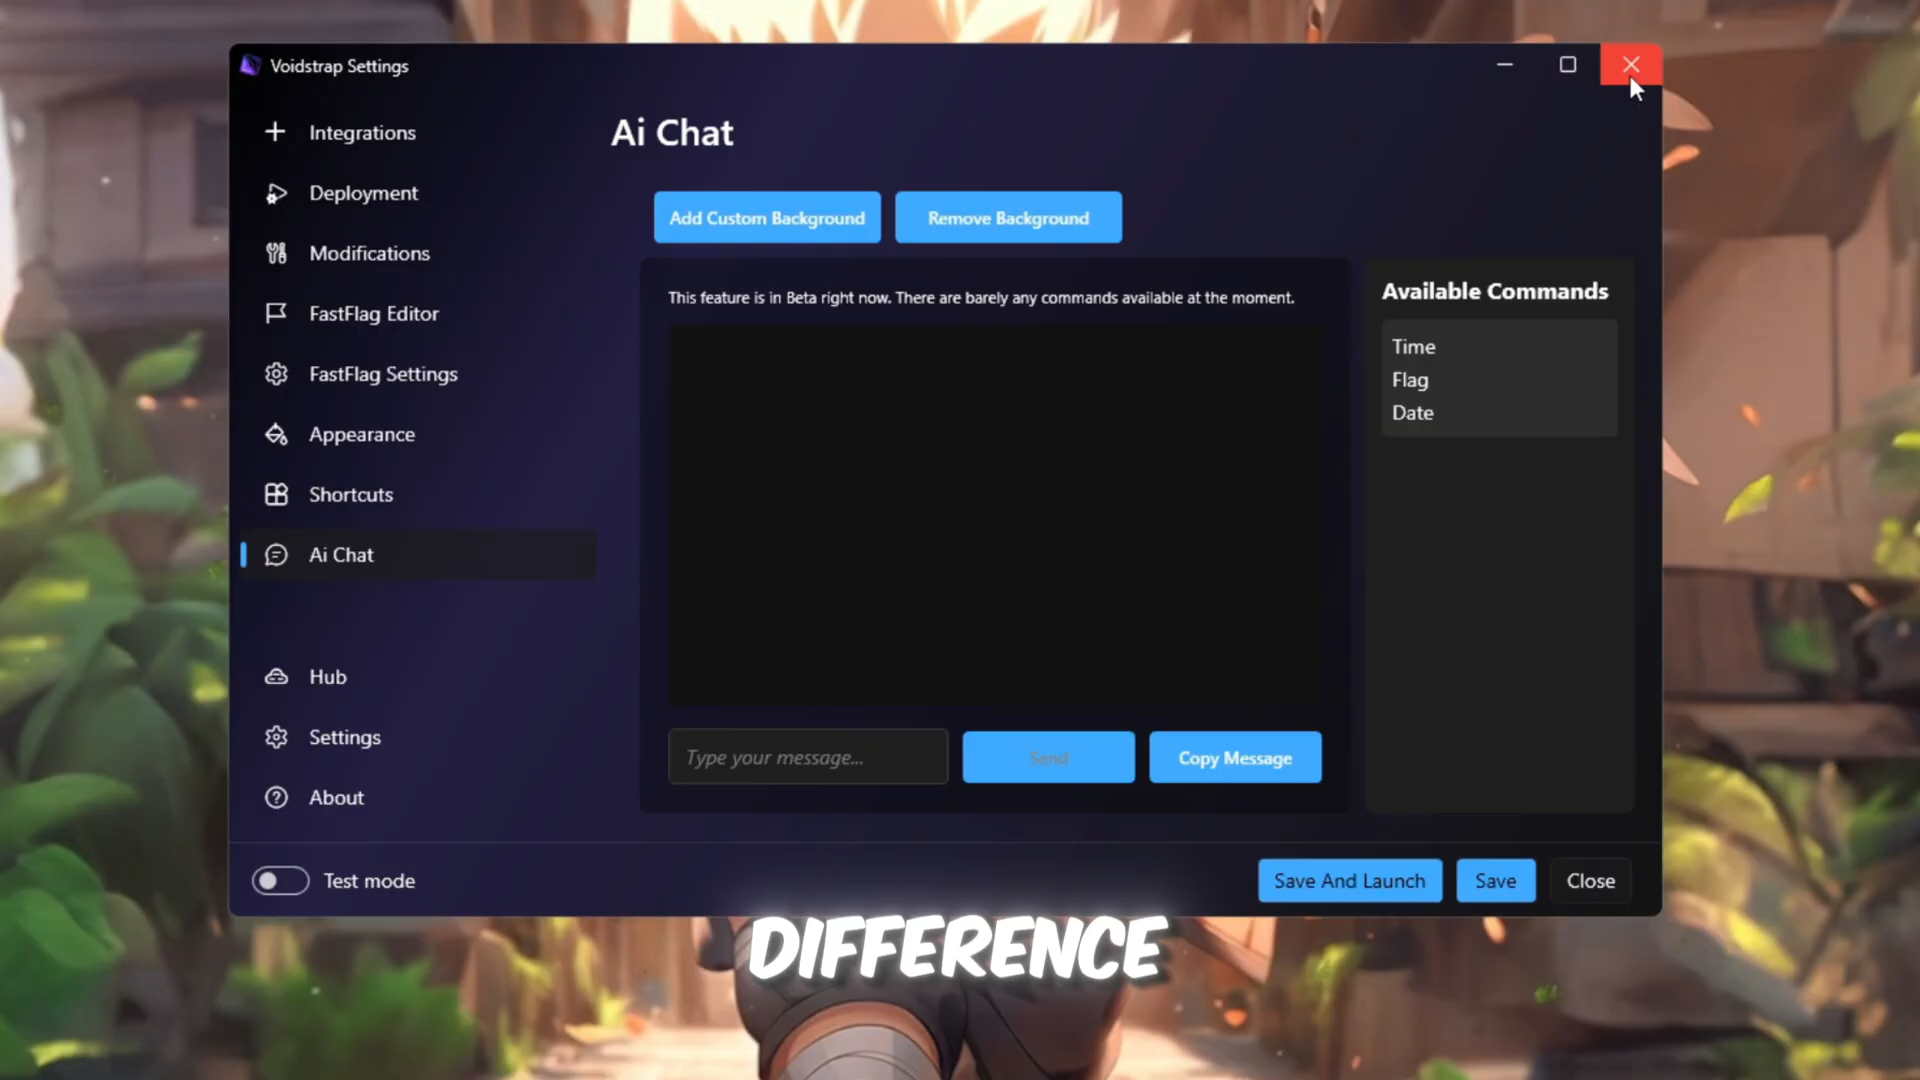 Voidstrap Settings
Integrations
Deployment
Modifications
FastFlag Editor
FastFlag Settings
Appearance
Shortcuts
Ai Chat
Hub
Settings
About
Test mode
Ai Chat
Add Custom Background
Remove Background
This feature is in Beta right now. There are barely any commands available at the moment.
Type your message...
Send
Copy Message
Available Commands
Time
Flag
Date
Save And Launch
Save
Close
DIFFERENCE